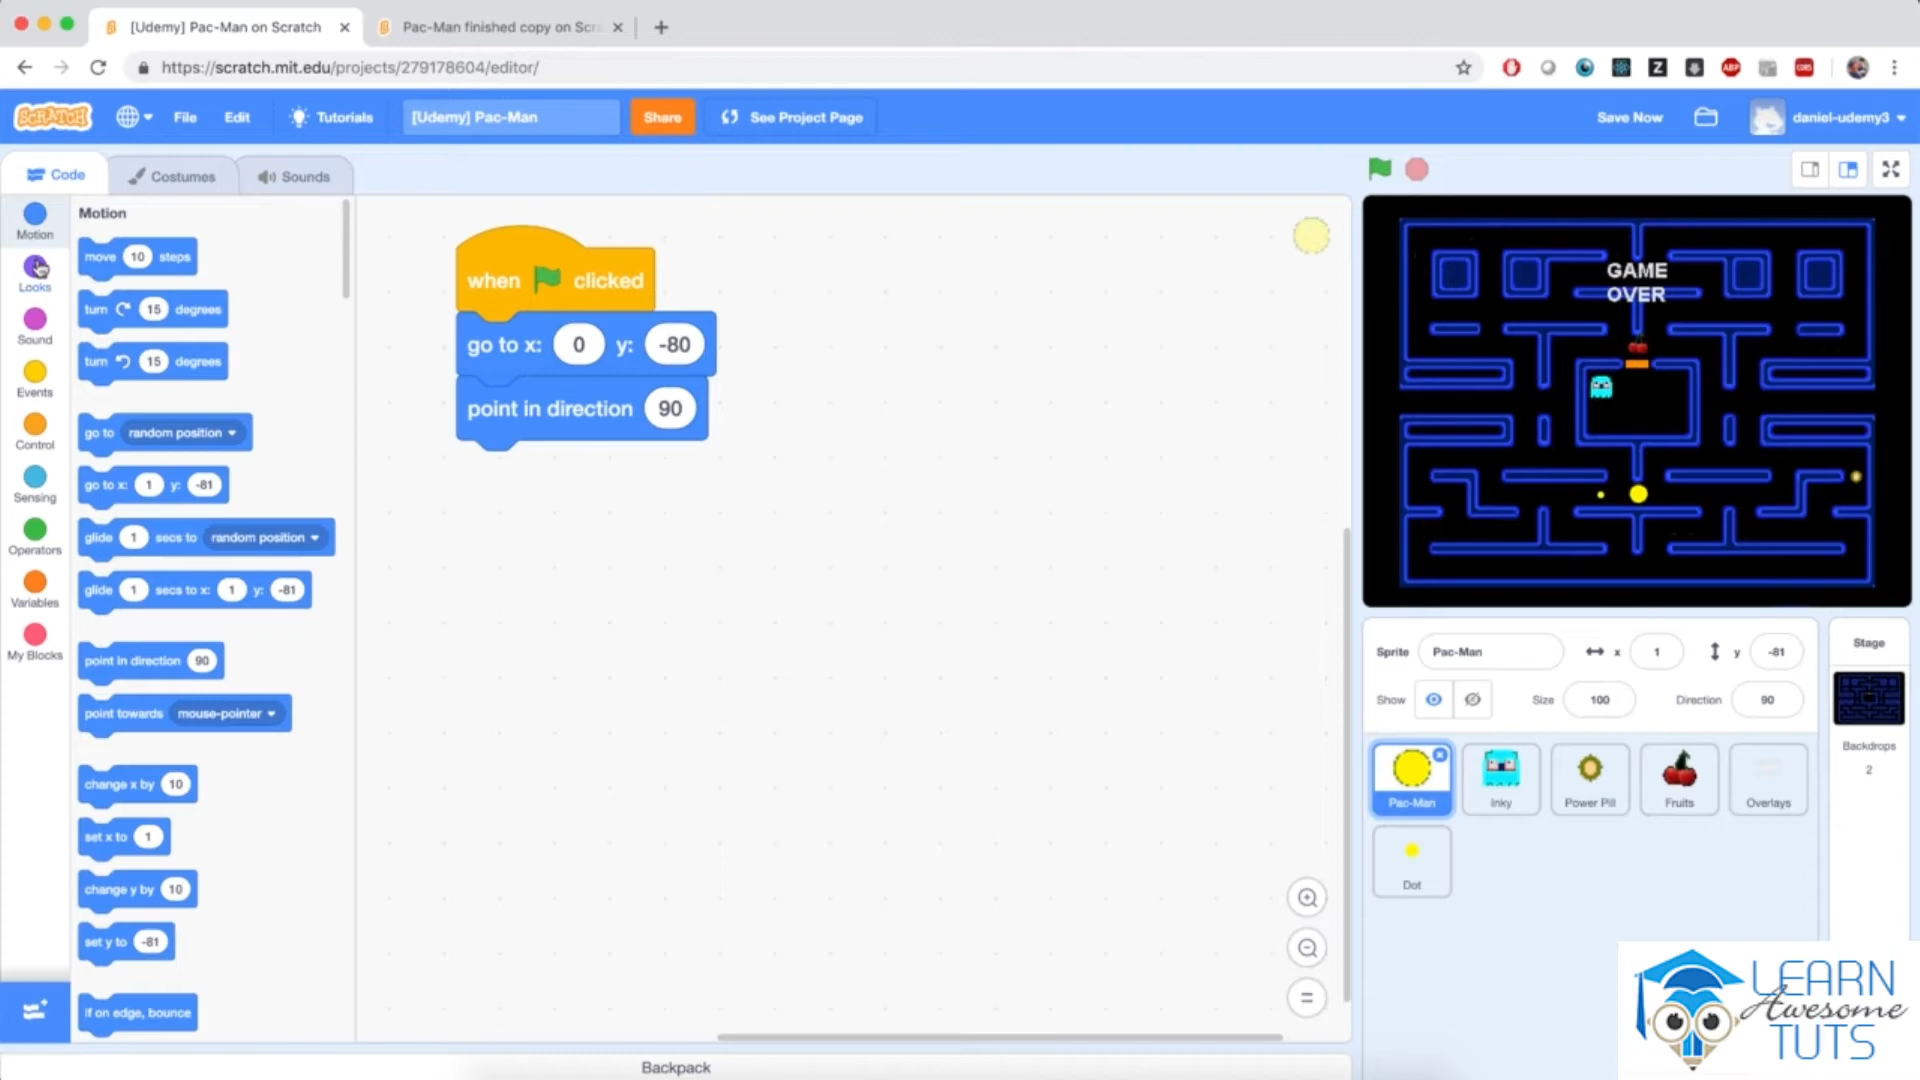 [Udemy] Pac-Man on Scratch
Pac-Man finished copy on Scr
https://scratch.mit.edu/projects/279178604/editor/
Z
ABP
CORS
SCRATCH
File
Edit
Tutorials
[Udemy] Pac-Man
Share
See Project Page
Save Now
daniel-udemy3
Code
Costumes
Sounds
Motion
Looks
Sound
Events
Control
Sensing
Operators
Variables
My Blocks
Motion
move 10 steps
turn 15 degrees
turn 15 degrees
go to random position
go to x: 1 y: -81
glide 1 secs to random position
glide 1 secs to x: 1 y: -81
point in direction 90
point towards mouse-pointer
change x by 10
set x to 1
change y by 10
set y to -81
if on edge, bounce
when clicked
go to x: 0 y: -80
point in direction 90
GAME
OVER
Sprite Pac-Man x 1 y -81
Show Size 100 Direction 90
Pac-Man
Inky
Power Pill
Fruits
Overlays
Dot
Stage
Backdrops
2
Backpack
LEARN
Awesome
TUTS